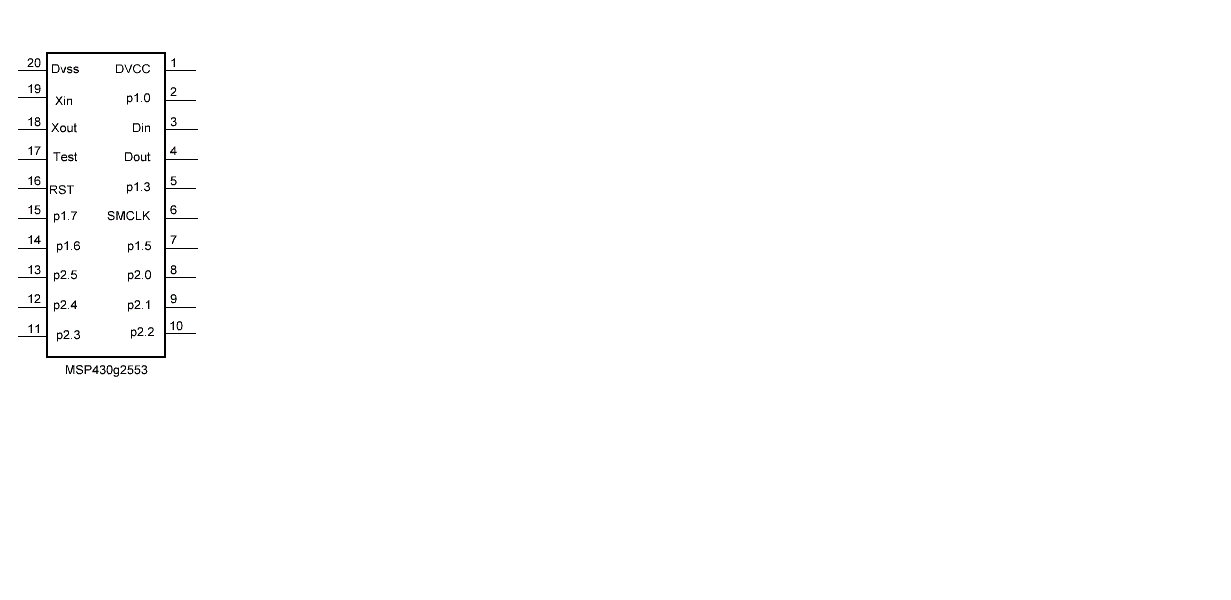 20 Dvss DVCC 1
19 Xin p1.0 2
18 Xout Din 3
17 Test Dout 4
16 RST p1.3 5
15 p1.7 SMCLK 6
14 p1.6 p1.5 7
13 p2.5 p2.0 8
12 p2.4 p2.1 9
11 p2.3 p2.2 10
MSP430g2553